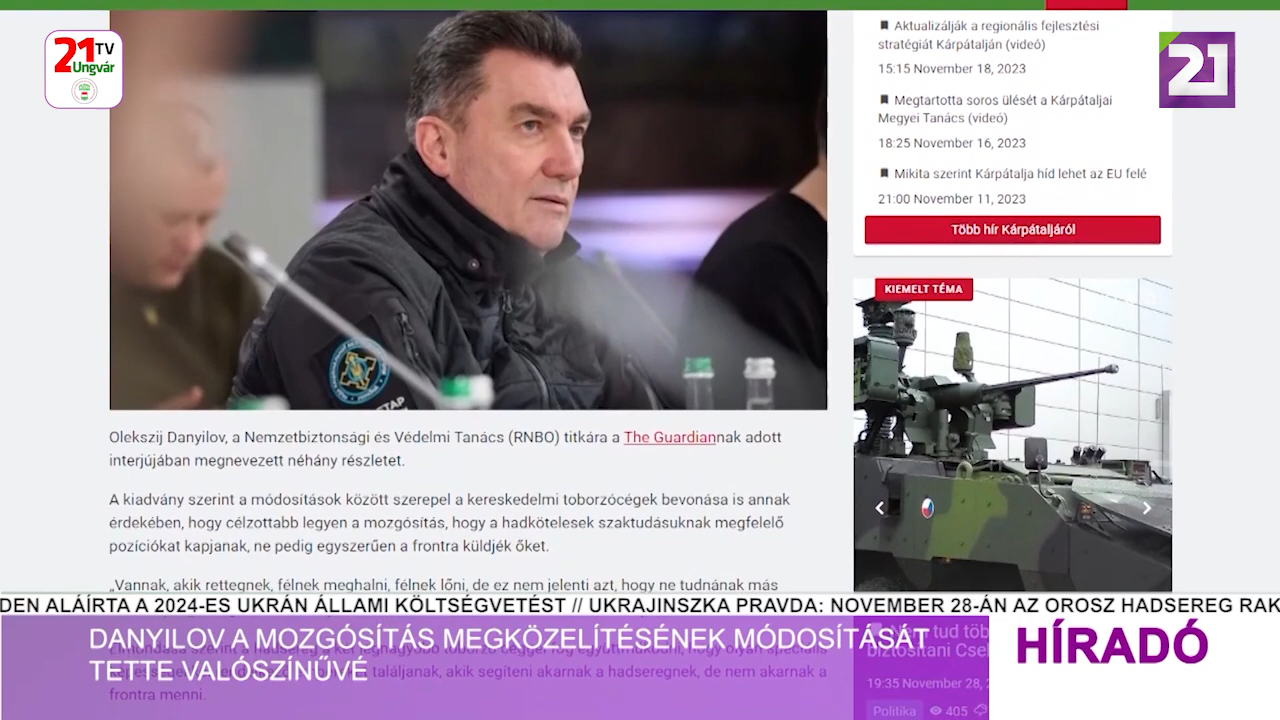 21 TV
Ungvár
21
Aktualizálják a regionális fejlesztési
stratégiát Kárpátalján (videó)
15:15 November 18, 2023
Megtartotta soros ülését a Kárpátaljai
Megyei Tanács (videó)
18:25 November 16, 2023
Mikita szerint Kárpátalja híd lehet az EU felé
21:00 November 11, 2023
Több hír Kárpátaljáról
KIEMELT TÉMA
Olekszij Danyilov, a Nemzetbiztonsági és Védelmi Tanács (RNBO) titkára a The Guardiannak adott
interjújában megnevezett néhány részletet.
A kiadvány szerint a módosítások között szerepel a kereskedelmi toborzócégek bevonása is annak
érdekében, hogy célzottabb legyen a mozgósítás, hogy a hadkötelesek szaktudásuknak megfelelő
pozíciókat kapjanak, ne pedig egyszerűen a frontra küldjék őket.
„Vannak, akik rettegnek, félnek meghalni, félnek lőni, de ez nem jelenti azt, hogy ne tudnának más
DEN ALÁÍRTA A 2024-ES UKRÁN ÁLLAMI KÖLTSÉGVETÉST // UKRAJINSZKA PRAVDA: NOVEMBER 28-ÁN AZ OROSZ HADSEREG RAK
DANYILOV A MOZGÓSÍTÁS MEGKÖZELÍTÉSÉNEK MÓDOSÍTÁSÁT
TETTE VALÓSZÍNŰVÉ
találjanak, akik segíteni akarnak a hadseregnek, de nem akarnak a
frontra menni.
tud töb
biztosítani Csel
19:35 November 28, 2
Politika 405
HÍRADÓ